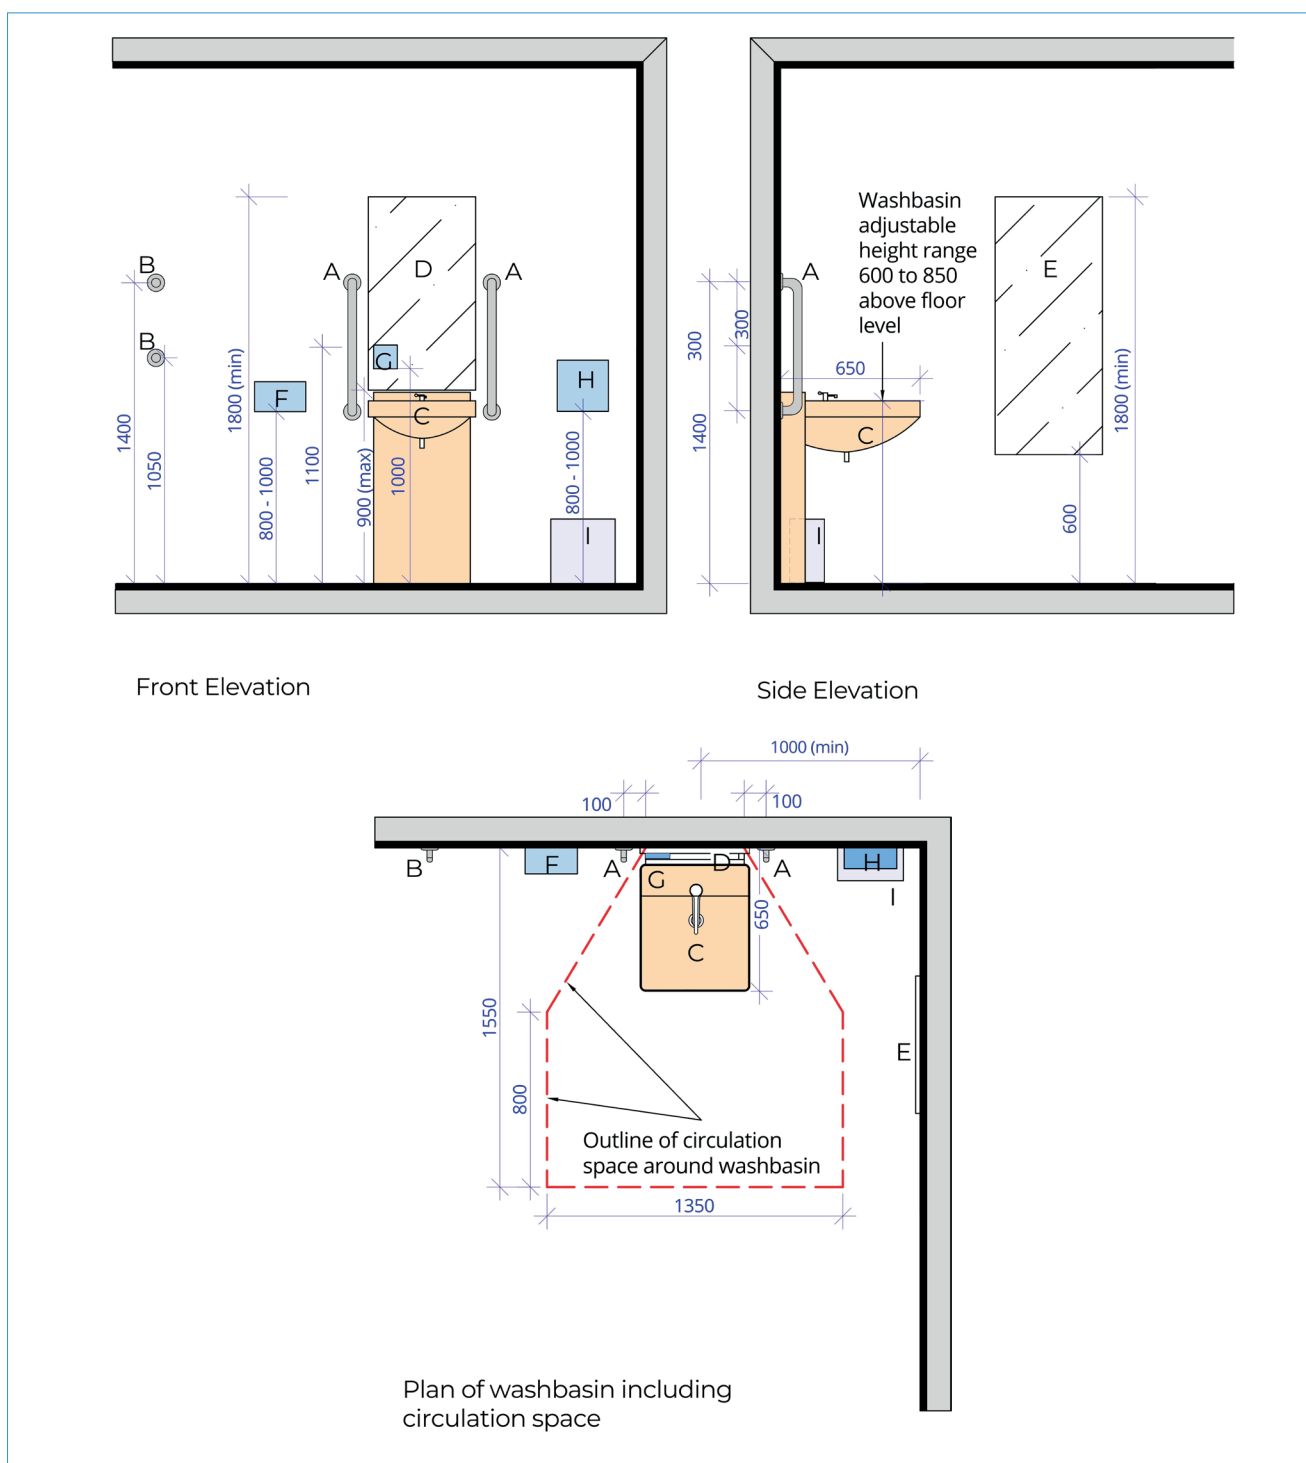 B
B
A
A
D
G
F
H
C
I
1400
1050
1800 (min)
800 - 1000
1100
900 (max)
1000
800 - 1000
Front Elevation
Washbasin
adjustable
height range
600 to 850
above floor
level
A
E
C
I
300
300
1400
650
600
1800 (min)
Side Elevation
1000 (min)
100
100
B
F
A
G
D
A
H
I
C
650
E
1550
800
Outline of circulation
space around washbasin
1350
Plan of washbasin including
circulation space